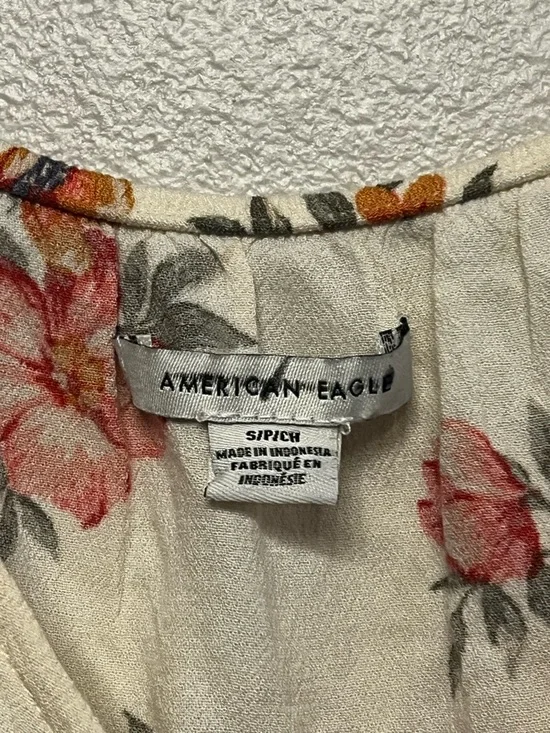 AMERICAN EAGLE
S/P/CH
MADE IN INDONESIA
FABRIQUÉ EN
INDONÉSIE